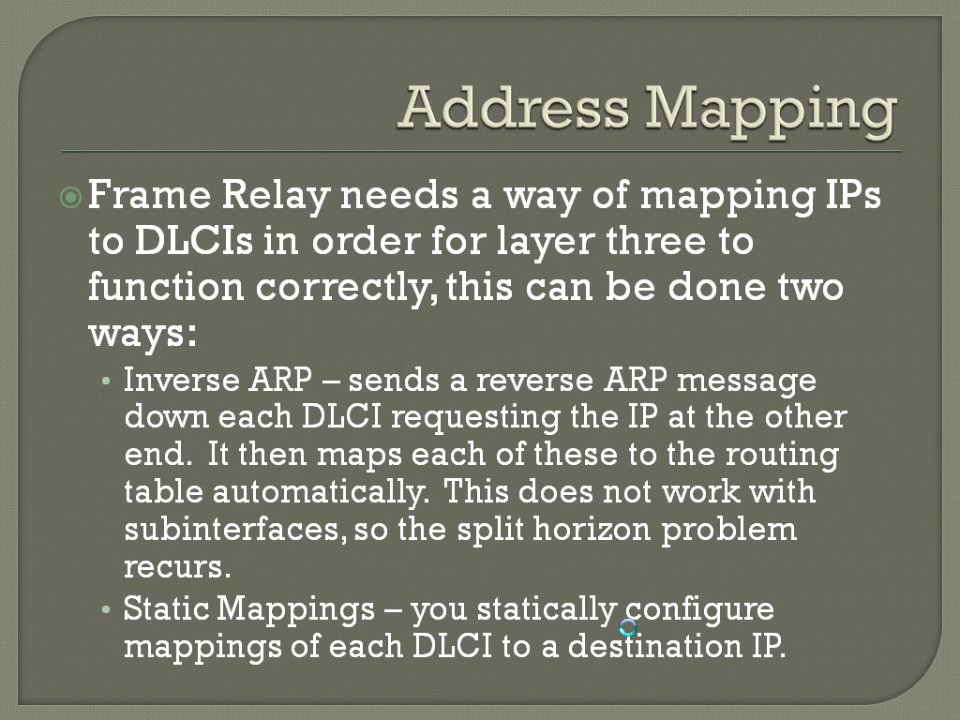 Address Mapping
Frame Relay needs a way of mapping IPs
to DLCIs in order for layer three to
function correctly, this can be done two
ways:
• Inverse ARP – sends a reverse ARP message
down each DLCI requesting the IP at the other
end. It then maps each of these to the routing
table automatically. This does not work with
subinterfaces, so the split horizon problem
recurs.
• Static Mappings – you statically configure
mappings of each DLCI to a destination IP.